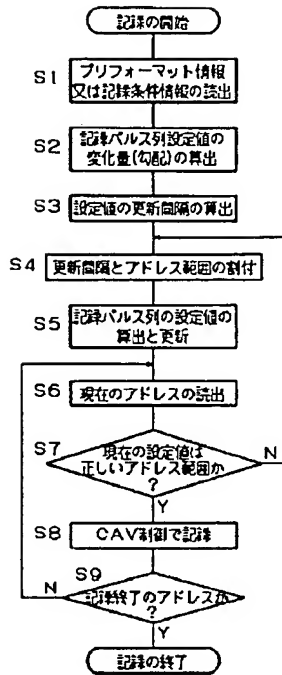 記録の開始
S1
プリフォーマット情報
又は記録条件情報の読出
S2
記録パルス列設定値の
変化量(勾配)の算出
S3
設定値の更新間隔の算出
S4
更新間隔とアドレス範囲の割付
S5
記録パルス列の設定値の
算出と更新
S6
現在のアドレスの読出
S7
現在の設定値は
正しいアドレス範囲か
?
N
Y
S8
CAV制御で記録
S9
N
記録終了のアドレスか
?
Y
記録の終了